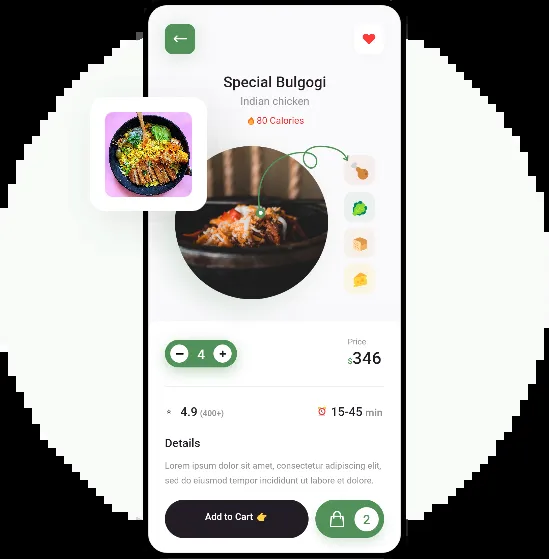 Special Bulgogi
Indian chicken
80 Calories
4
Price
$346
4.9 (400+)
15-45 min
Details
Lorem ipsum dolor sit amet, consectetur adipiscing elit,
sed do eiusmod tempor incididunt ut labore et dolore.
Add to Cart
2